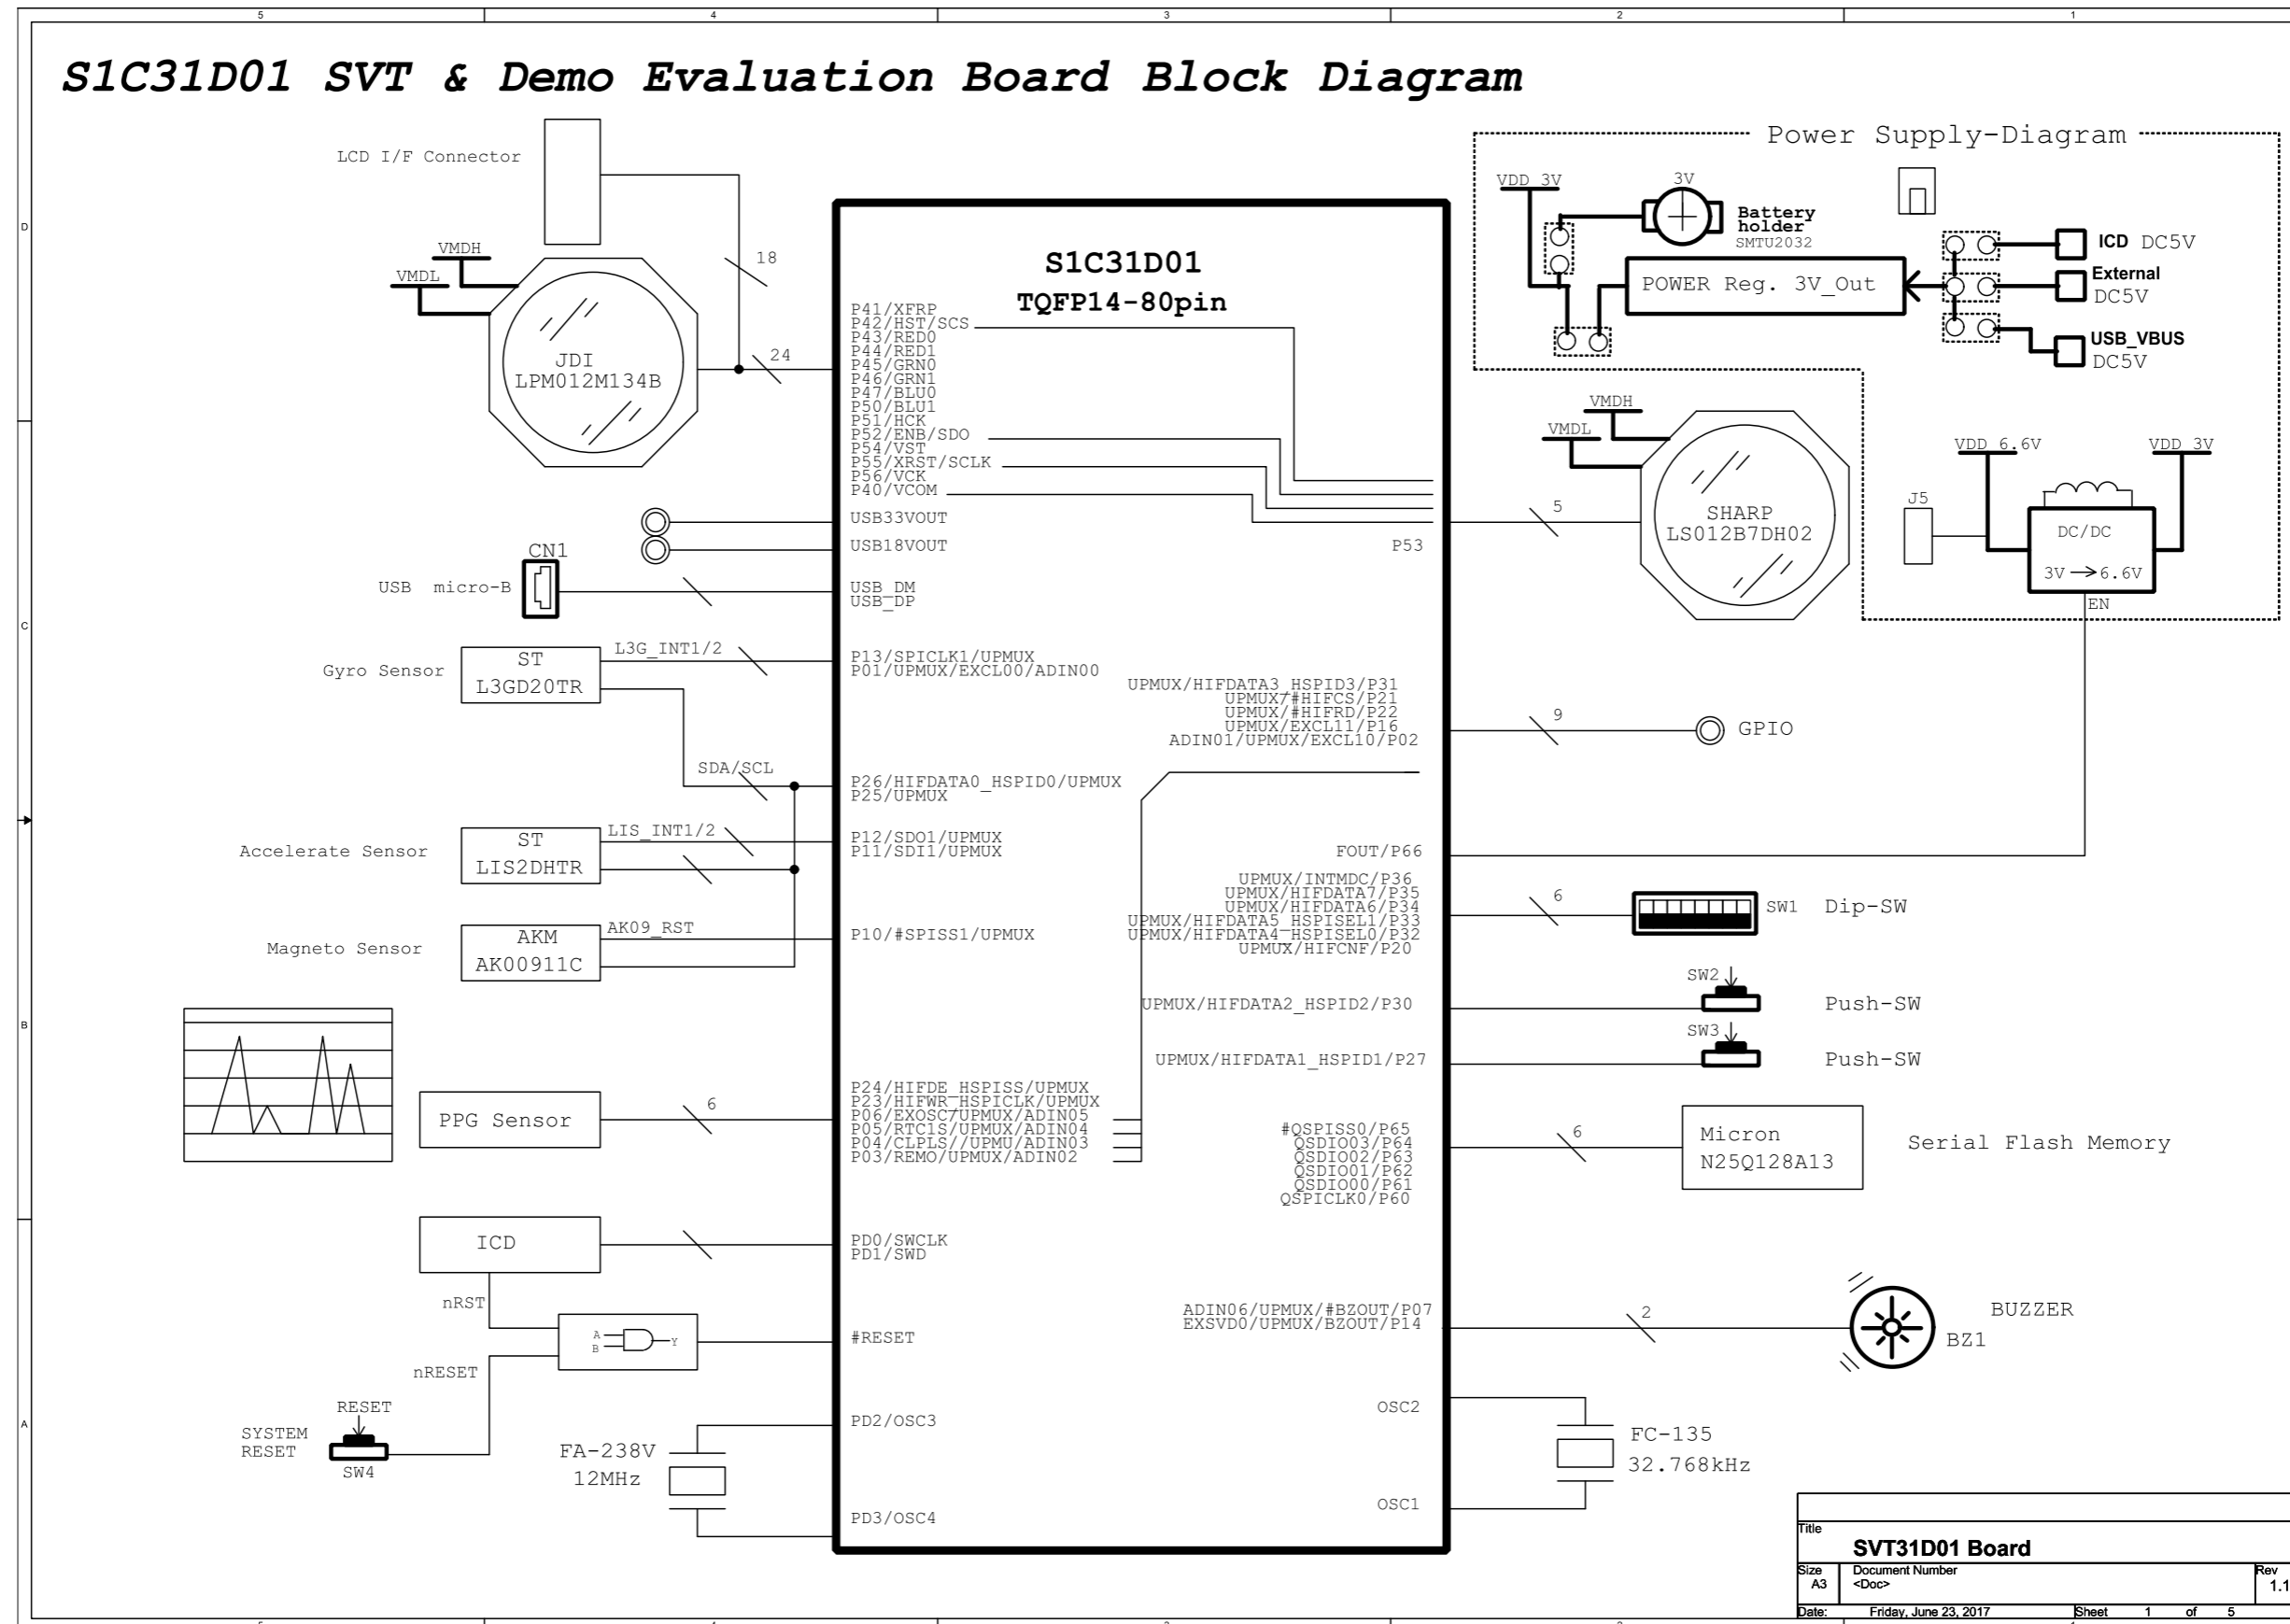 5 4 3 2 1
S1C31D01 SVT & Demo Evaluation Board Block Diagram
LCD I/F Connector
18
VMDH
VMDL
JDI
LPM012M134B
24
S1C31D01
TQFP14-80pin
P41/XFRP
P42/HST/SCS
P43/RED0
P44/RED1
P45/GRN0
P46/GRN1
P47/BLU0
P50/BLU1
P51/HCK
P52/ENB/SDO
P54/VST
P55/XRST/SCLK
P56/VCK
P40/VCOM
USB33VOUT
USB18VOUT
CN1
USB micro-B
USB_DM
USB_DP
Gyro Sensor
ST
L3GD20TR
L3G_INT1/2
P13/SPICLK1/UPMUX
P01/UPMUX/EXCL00/ADIN00
SDA/SCL
P26/HIFDATA0_HSPID0/UPMUX
P25/UPMUX
Accelerate Sensor
ST
LIS2DHTR
LIS_INT1/2
P12/SDO1/UPMUX
P11/SDI1/UPMUX
Magneto Sensor
AKM
AK00911C
AK09_RST
P10/#SPISS1/UPMUX
PPG Sensor
6
P24/HIFDE_HSPISS/UPMUX
P23/HIFWR_HSPICLK/UPMUX
P06/EXOSC/UPMUX/ADIN05
P05/RTC1S/UPMUX/ADIN04
P04/CLPLS//UPMU/ADIN03
P03/REMO/UPMUX/ADIN02
ICD
PD0/SWCLK
PD1/SWD
nRST
A
B
Y
#RESET
nRESET
RESET
SYSTEM
RESET
SW4
FA-238V
12MHz
PD2/OSC3
PD3/OSC4
Power Supply-Diagram
VDD_3V
3V
Battery
holder
SMTU2032
POWER Reg. 3V_Out
ICD DC5V
External
DC5V
USB_VBUS
DC5V
VMDH
VMDL
SHARP
LS012B7DH02
5
P53
VDD_6.6V
VDD_3V
J5
DC/DC
3V 6.6V
EN
UPMUX/HIFDATA3_HSPID3/P31
UPMUX/#HIFCS/P21
UPMUX/#HIFRD/P22
UPMUX/EXCL11/P16
ADIN01/UPMUX/EXCL10/P02
9
GPIO
FOUT/P66
UPMUX/INTMDC/P36
UPMUX/HIFDATA7/P35
UPMUX/HIFDATA6/P34
UPMUX/HIFDATA5_HSPISEL1/P33
UPMUX/HIFDATA4_HSPISEL0/P32
UPMUX/HIFCNF/P20
6
SW1 Dip-SW
UPMUX/HIFDATA2_HSPID2/P30
SW2
Push-SW
UPMUX/HIFDATA1_HSPID1/P27
SW3
Push-SW
#QSPISS0/P65
QSDIO03/P64
QSDIO02/P63
QSDIO01/P62
QSDIO00/P61
QSPICLK0/P60
6
Micron
N25Q128A13
Serial Flash Memory
ADIN06/UPMUX/#BZOUT/P07
EXSVD0/UPMUX/BZOUT/P14
2
BUZZER
BZ1
OSC2
OSC1
FC-135
32.768kHz
D
C
B
A
Title
SVT31D01 Board
Size
A3
Document Number
<Doc>
Rev
1.1
Date: Friday, June 23, 2017 Sheet 1 of 5